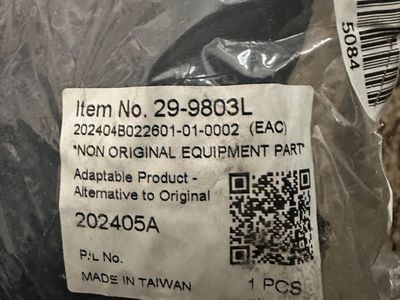 5084
Item No. 29-9803L
202404B022601-01-0002 (EAC)
*NON ORIGINAL EQUIPMENT PART*
Adaptable Product -
Alternative to Original
202405A
P/L No.
MADE IN TAIWAN
1 PCS